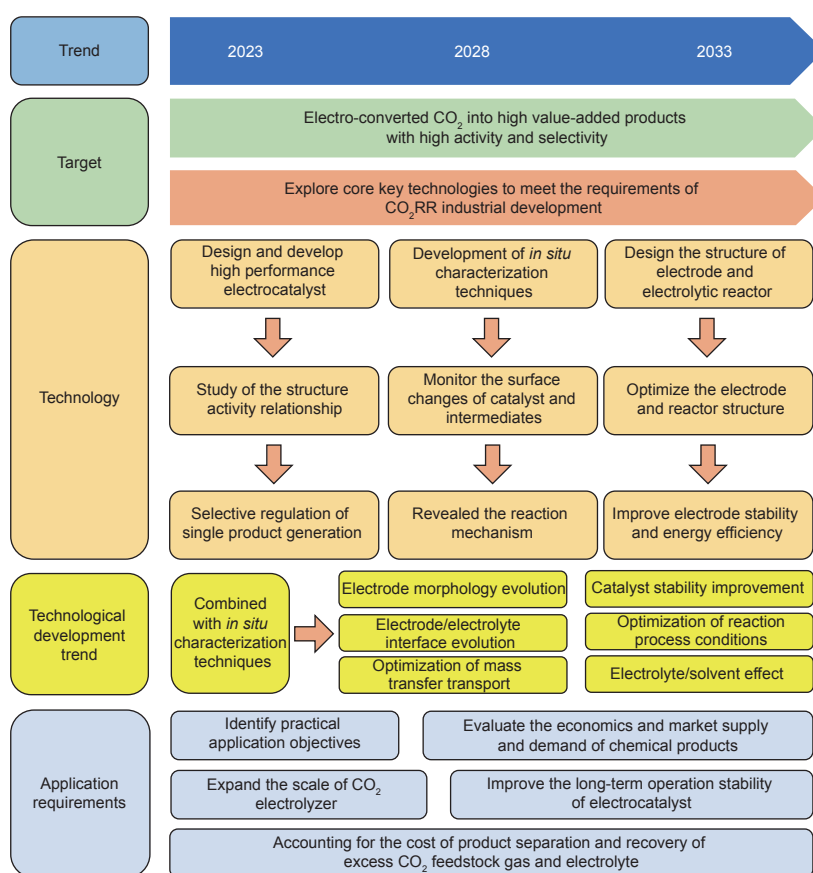 Trend
2023
2028
2033
Target
Electro-converted CO₂ into high value-added products
with high activity and selectivity
Explore core key technologies to meet the requirements of
CO₂RR industrial development
Technology
Design and develop
high performance
electrocatalyst
Development of in situ
characterization
techniques
Design the structure of
electrode and
electrolytic reactor
Study of the structure
activity relationship
Monitor the surface
changes of catalyst and
intermediates
Optimize the electrode
and reactor structure
Selective regulation of
single product generation
Revealed the reaction
mechanism
Improve electrode stability
and energy efficiency
Technological
development
trend
Combined
with in situ
characterization
techniques
Electrode morphology evolution
Electrode/electrolyte
interface evolution
Optimization of mass
transfer transport
Catalyst stability improvement
Optimization of reaction
process conditions
Electrolyte/solvent effect
Application
requirements
Identify practical
application objectives
Evaluate the economics and market supply
and demand of chemical products
Expand the scale of CO₂
electrolyzer
Improve the long-term operation stability
of electrocatalyst
Accounting for the cost of product separation and recovery of
excess CO₂ feedstock gas and electrolyte